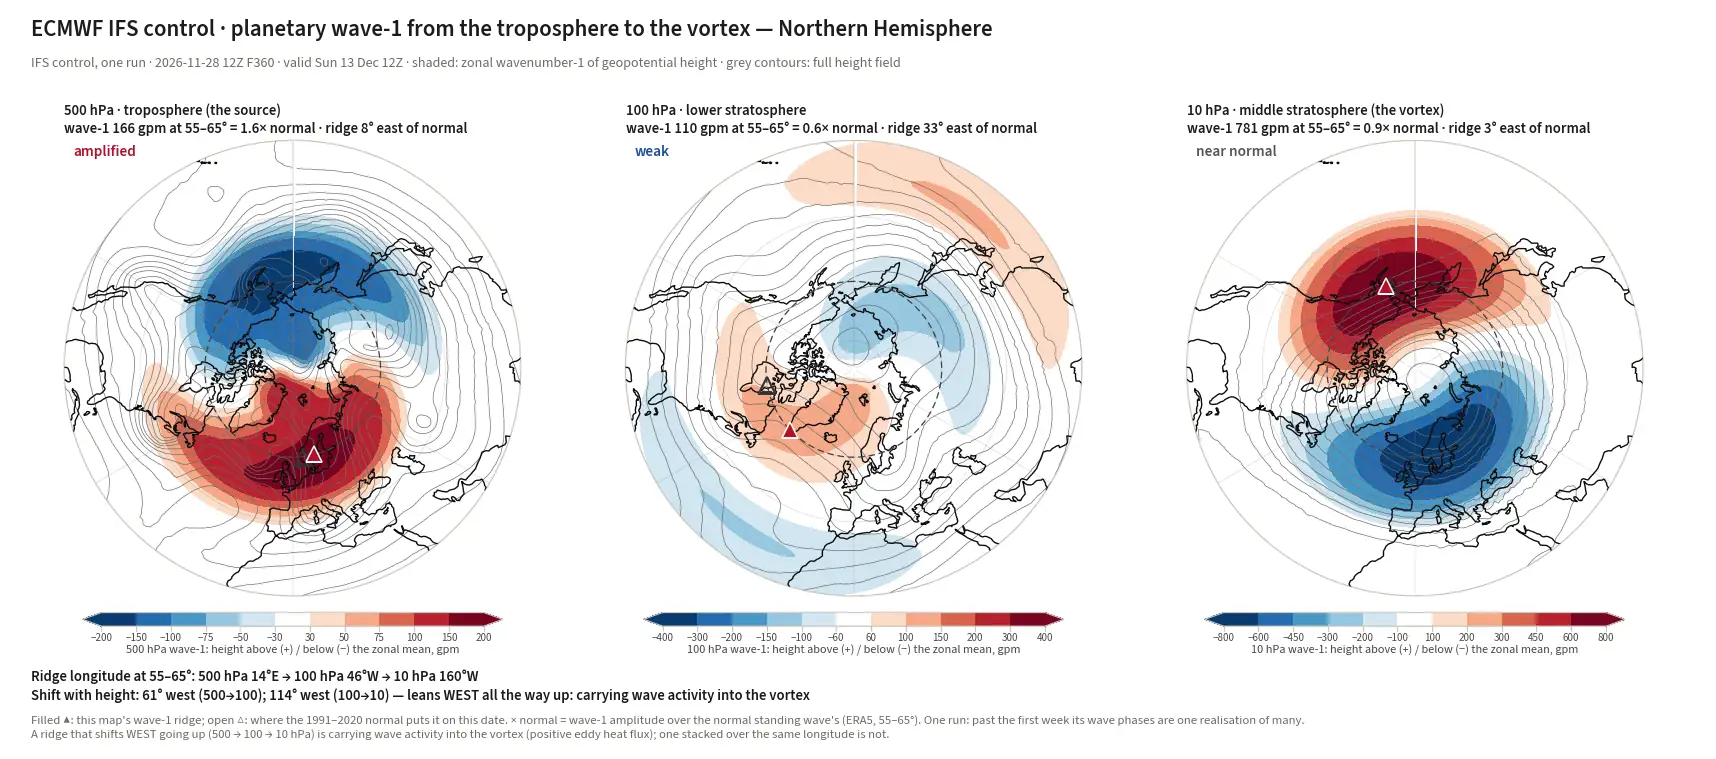 ECMWF IFS control · planetary wave-1 from the troposphere to the vortex — Northern Hemisphere
IFS control, one run · 2026-11-28 12Z F360 · valid Sun 13 Dec 12Z · shaded: zonal wavenumber-1 of geopotential height · grey contours: full height field
500 hPa · troposphere (the source)
wave-1 166 gpm at 55–65° = 1.6× normal · ridge 8° east of normal
amplified
100 hPa · lower stratosphere
wave-1 110 gpm at 55–65° = 0.6× normal · ridge 33° east of normal
weak
10 hPa · middle stratosphere (the vortex)
wave-1 781 gpm at 55–65° = 0.9× normal · ridge 3° east of normal
near normal
−200 −150 −100 −75 −50 −30 30 50 75 100 150 200
500 hPa wave-1: height above (+) / below (−) the zonal mean, gpm
−400 −300 −200 −150 −100 −60 60 100 150 200 300 400
100 hPa wave-1: height above (+) / below (−) the zonal mean, gpm
−800 −600 −450 −300 −200 −100 100 200 300 450 600 800
10 hPa wave-1: height above (+) / below (−) the zonal mean, gpm
Ridge longitude at 55–65°: 500 hPa 14°E → 100 hPa 46°W → 10 hPa 160°W
Shift with height: 61° west (500→100); 114° west (100→10) — leans WEST all the way up: carrying wave activity into the vortex
Filled ▲: this map's wave-1 ridge; open △: where the 1991–2020 normal puts it on this date. × normal = wave-1 amplitude over the normal standing wave's (ERA5, 55–65°). One run: past the first week its wave phases are one realisation of many.
A ridge that shifts WEST going up (500 → 100 → 10 hPa) is carrying wave activity into the vortex (positive eddy heat flux); one stacked over the same longitude is not.